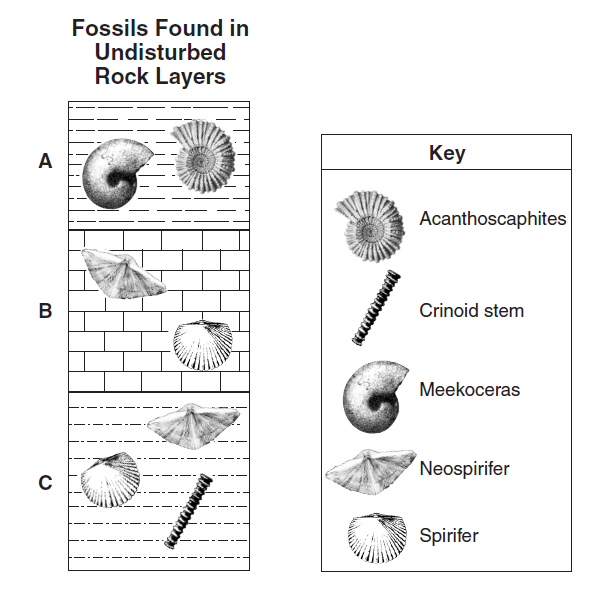 Fossils Found in
Undisturbed
Rock Layers
A
B
C
Key
Acanthoscaphites
Crinoid stem
Meekoceras
Neospirifer
Spirifer